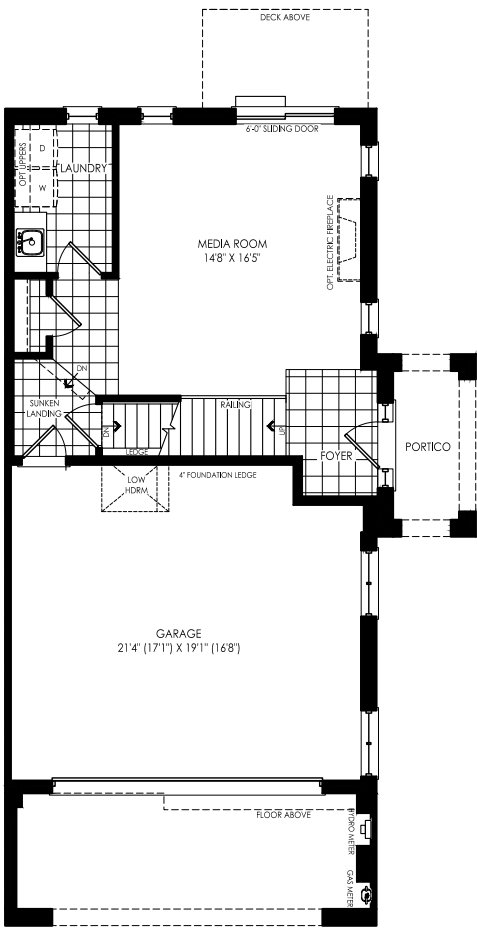 DECK ABOVE
6'-0" SLIDING DOOR
OPT UPPERS
D
W
LAUNDRY
MEDIA ROOM
14'8" X 16'5"
OPT. ELECTRIC FIREPLACE
DN
SUNKEN
LANDING
DN
RAILING
UP
LEDGE
FOYER
PORTICO
LOW
HDRM
4" FOUNDATION LEDGE
GARAGE
21'4" (17'1") X 19'1" (16'8")
FLOOR ABOVE
HYDRO METER
GAS METER